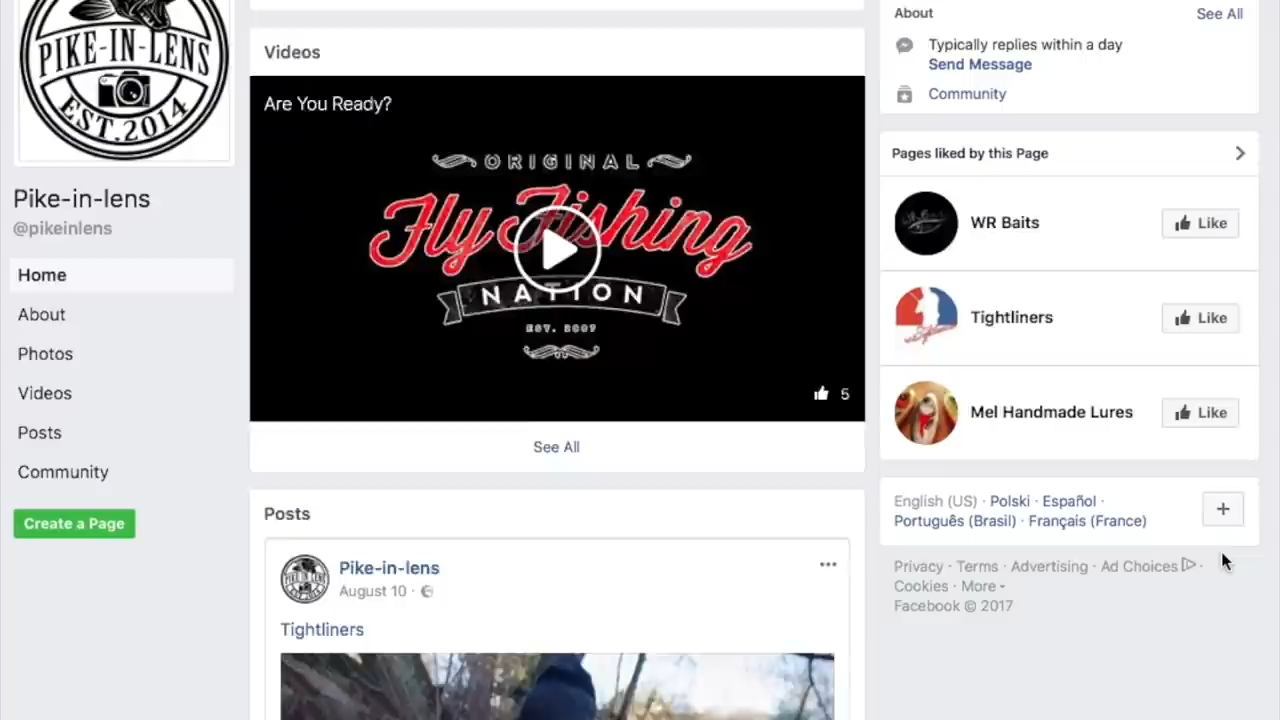 PIKE-IN-LENS
EST.2014
Pike-in-lens
@pikeinlens
Home
About
Photos
Videos
Posts
Community
Create a Page
Videos
Are You Ready?
ORIGINAL
Fly Fishing
NATION
EST. 2007
5
See All
Posts
Pike-in-lens
August 10 ·
Tightliners
About
See All
Typically replies within a day
Send Message
Community
Pages liked by this Page
WR Baits
Like
Tightliners
Like
Mel Handmade Lures
Like
English (US) · Polski · Español ·
Português (Brasil) · Français (France)
+
Privacy · Terms · Advertising · Ad Choices ·
Cookies · More
Facebook © 2017